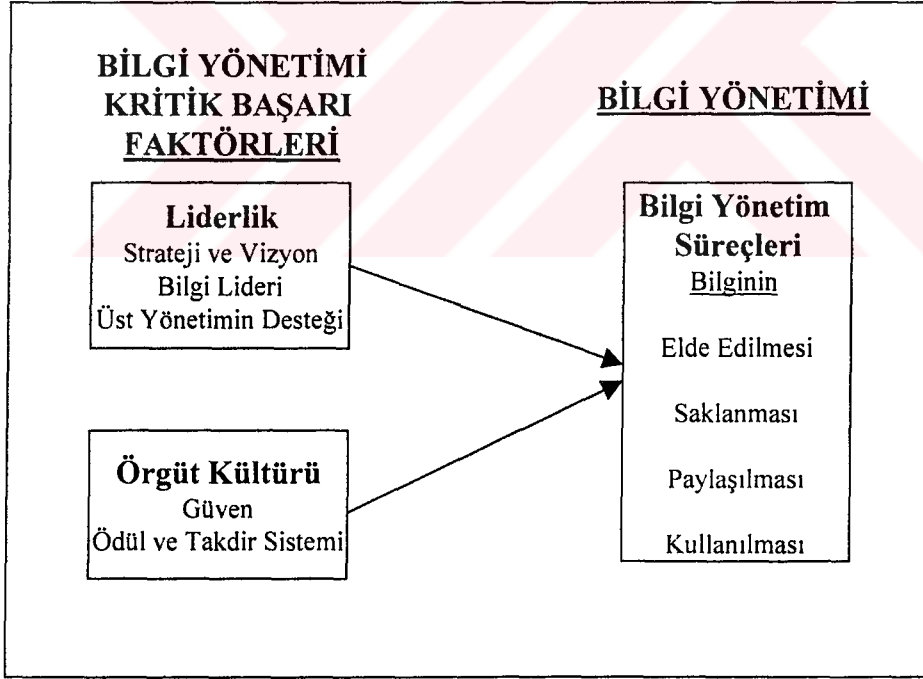 BİLGİ YÖNETİMİ
KRİTİK BAŞARI
FAKTÖRLERİ
Liderlik
Strateji ve Vizyon
Bilgi Lideri
Üst Yönetimin Desteği
Örgüt Kültürü
Güven
Ödül ve Takdir Sistemi
BİLGİ YÖNETİMİ
Bilgi Yönetim
Süreçleri
Bilginin
Elde Edilmesi
Saklanması
Paylaşılması
Kullanılması